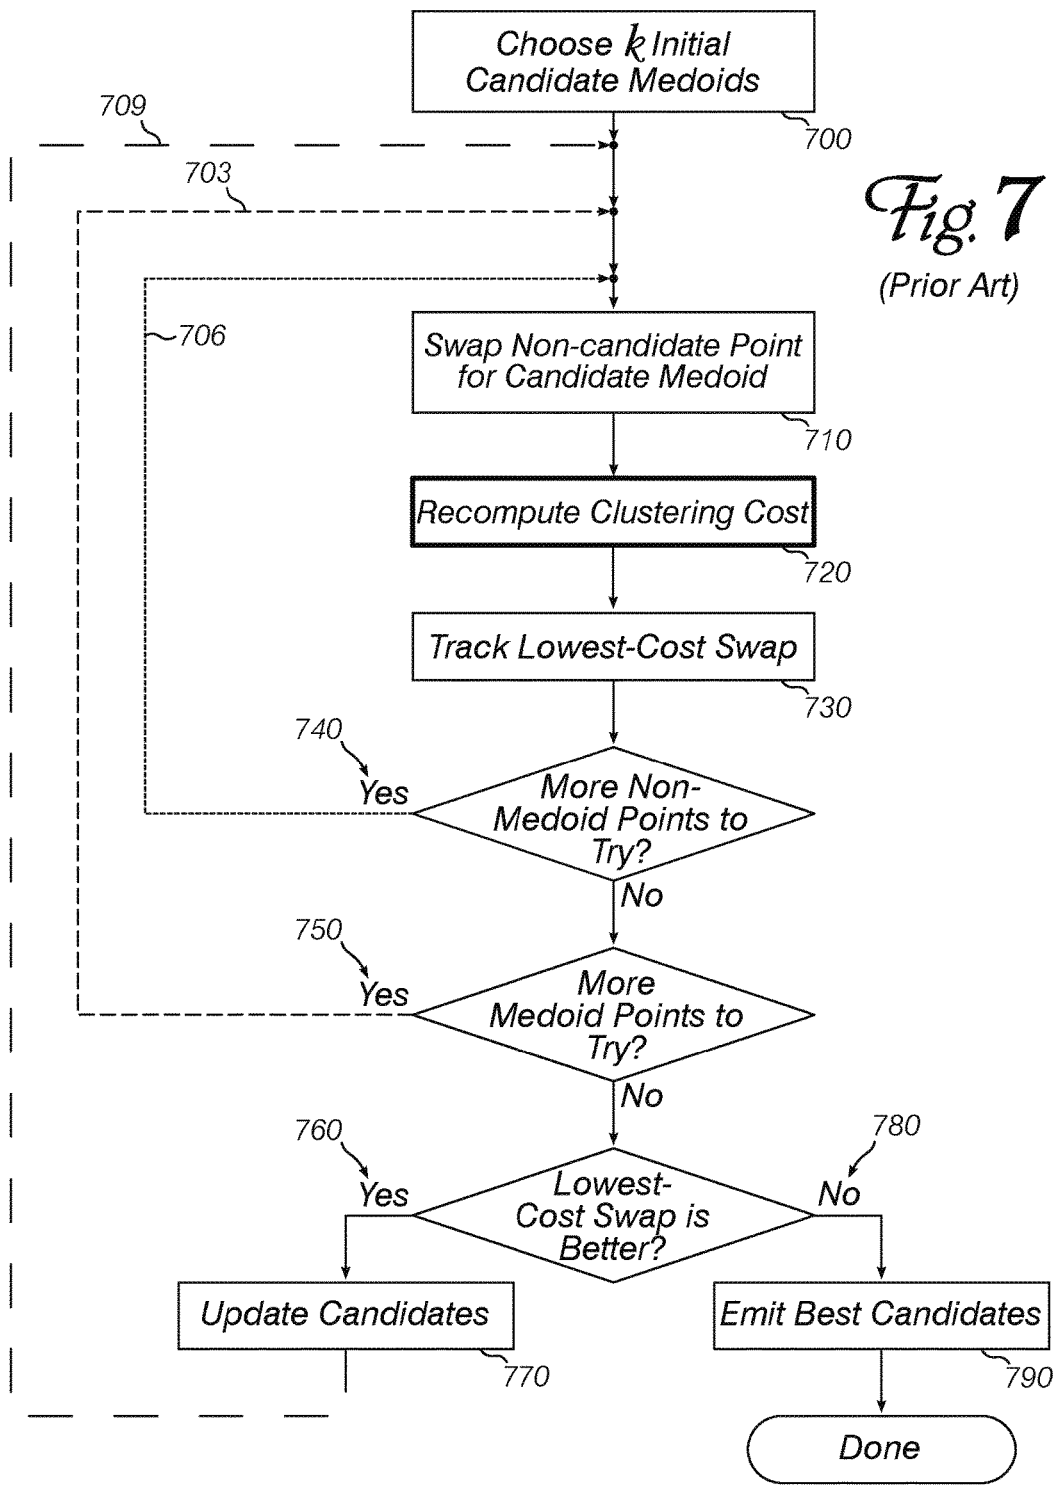 Choose k Initial
Candidate Medoids
700
709
703
Fig. 7
(Prior Art)
706
Swap Non-candidate Point
for Candidate Medoid
710
Recompute Clustering Cost
720
Track Lowest-Cost Swap
730
740
Yes
More Non-
Medoid Points to
Try?
No
750
Yes
More
Medoid Points to
Try?
No
760
Yes
780
No
Lowest-
Cost Swap is
Better?
Update Candidates
770
Emit Best Candidates
790
Done